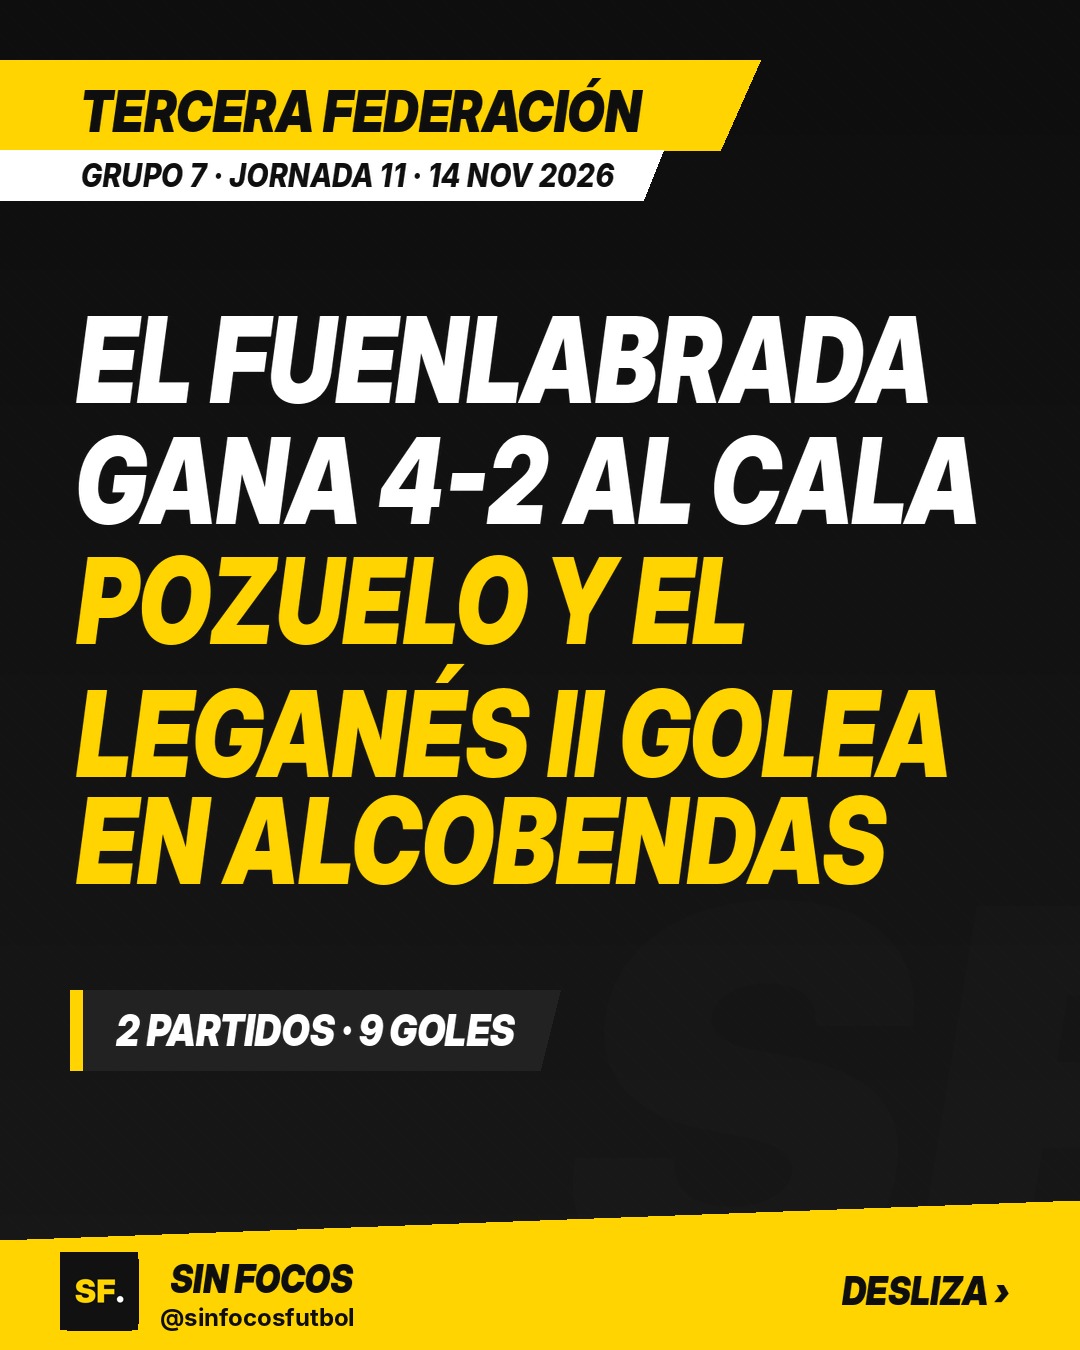 TERCERA FEDERACIÓN
GRUPO 7 · JORNADA 11 · 14 NOV 2026
EL FUENLABRADA
GANA 4-2 AL CALA
POZUELO Y EL
LEGANÉS II GOLEA
EN ALCOBENDAS
2 PARTIDOS · 9 GOLES
SF
SF.
SIN FOCOS
@sinfocosfutbol
DESLIZA ›